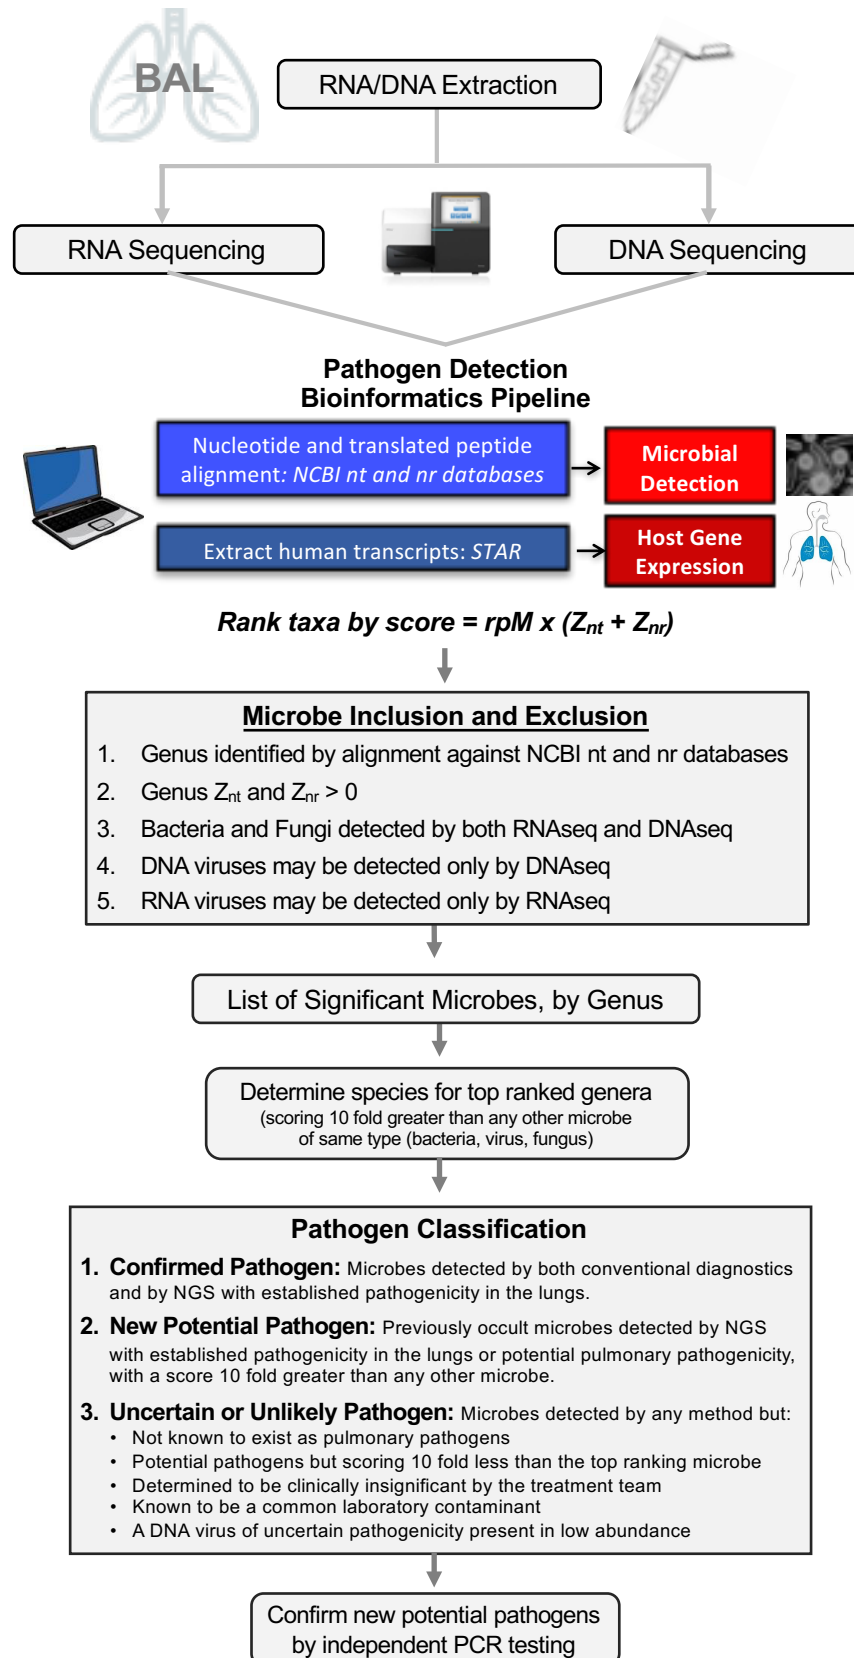 BAL
RNA/DNA Extraction
RNA Sequencing
DNA Sequencing
Pathogen Detection
Bioinformatics Pipeline
Nucleotide and translated peptide
alignment: NCBI nt and nr databases
Microbial
Detection
Extract human transcripts: STAR
Host Gene
Expression
Rank taxa by score = rpM x (Znt + Znr)
Microbe Inclusion and Exclusion
1. Genus identified by alignment against NCBI nt and nr databases
2. Genus Znt and Znr > 0
3. Bacteria and Fungi detected by both RNAseq and DNAseq
4. DNA viruses may be detected only by DNAseq
5. RNA viruses may be detected only by RNAseq
List of Significant Microbes, by Genus
Determine species for top ranked genera
(scoring 10 fold greater than any other microbe
of same type (bacteria, virus, fungus)
Pathogen Classification
1. Confirmed Pathogen: Microbes detected by both conventional diagnostics
and by NGS with established pathogenicity in the lungs.
2. New Potential Pathogen: Previously occult microbes detected by NGS
with established pathogenicity in the lungs or potential pulmonary pathogenicity,
with a score 10 fold greater than any other microbe.
3. Uncertain or Unlikely Pathogen: Microbes detected by any method but:
• Not known to exist as pulmonary pathogens
• Potential pathogens but scoring 10 fold less than the top ranking microbe
• Determined to be clinically insignificant by the treatment team
• Known to be a common laboratory contaminant
• A DNA virus of uncertain pathogenicity present in low abundance
Confirm new potential pathogens
by independent PCR testing